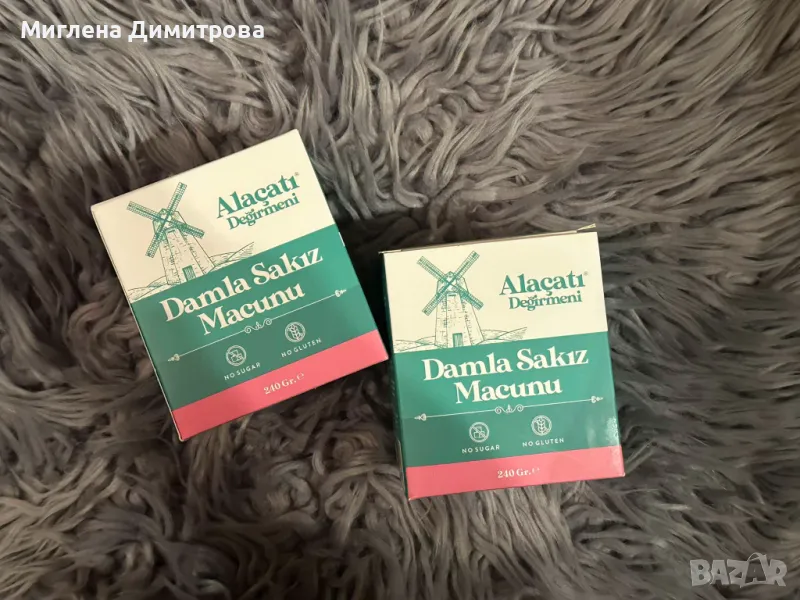 Миглена Димитрова
Alaçatı®
Değirmeni
Damla Sakız
Macunu
NO SUGAR
NO GLUTEN
240 Gr. e
Alaçatı®
Değirmeni
Damla Sakız
Macunu
NO SUGAR
NO GLUTEN
240 Gr. e
BAZAR